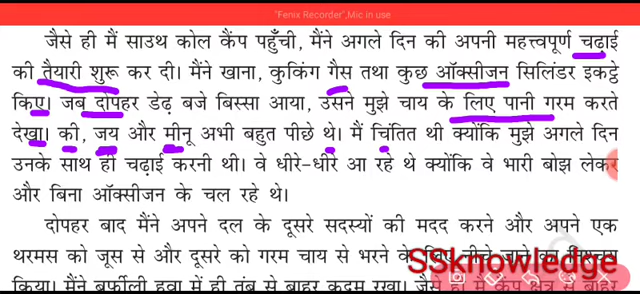 "Fenix Recorder",Mic in use
जैसे ही मैं साउथ कोल कैंप पहुँची, मैंने अगले दिन की अपनी महत्त्वपूर्ण चढ़ाई
की तैयारी शुरू कर दी। मैंने खाना, कुकिंग गैस तथा कुछ ऑक्सीजन सिलिंडर इकट्ठे
किए। जब दोपहर डेढ़ बजे बिस्सा आया, उसने मुझे चाय के लिए पानी गरम करते
देखा। की, जय और मीनू अभी बहुत पीछे थे। मैं चिंतित थी क्योंकि मुझे अगले दिन
उनके साथ ही चढ़ाई करनी थी। वे धीरे-धीरे आ रहे थे क्योंकि वे भारी बोझ लेकर
और बिना ऑक्सीजन के चल रहे थे।
दोपहर बाद मैंने अपने दल के दूसरे सदस्यों की मदद करने और अपने एक
थरमस को जूस से और दूसरे को गरम चाय से भरने के लिए नीचे जाने का निश्चय
SSknowledge
किया। मैंने बर्फ़ीली हवा में ही तंबू से बाहर कदम रखा। जैसे ही मैं कैंप क्षेत्र से बाहर